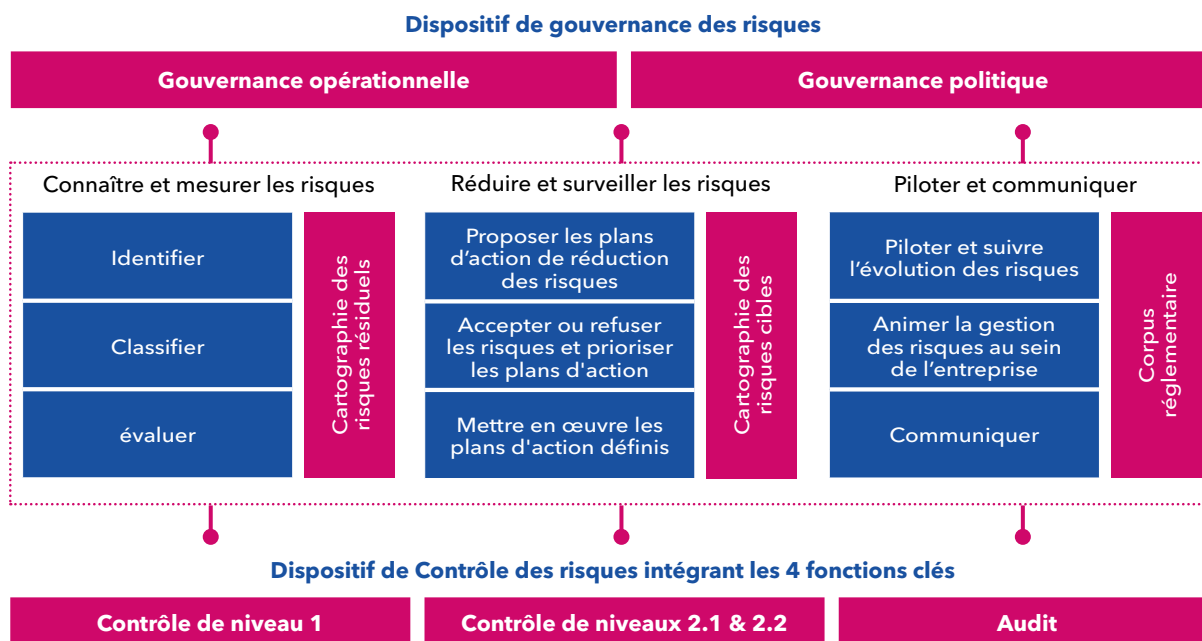 Dispositif de gouvernance des risques
Gouvernance opérationnelle
Gouvernance politique
Connaître et mesurer les risques
Identifier
Classifier
évaluer
Cartographie des
risques résiduels
Réduire et surveiller les risques
Proposer les plans
d’action de réduction
des risques
Accepter ou refuser
les risques et prioriser
les plans d'action
Mettre en œuvre les
plans d'action définis
Cartographie des
risques cibles
Piloter et communiquer
Piloter et suivre
l’évolution des risques
Animer la gestion
des risques au sein
de l’entreprise
Communiquer
Corpus
réglementaire
Dispositif de Contrôle des risques intégrant les 4 fonctions clés
Contrôle de niveau 1
Contrôle de niveaux 2.1 & 2.2
Audit